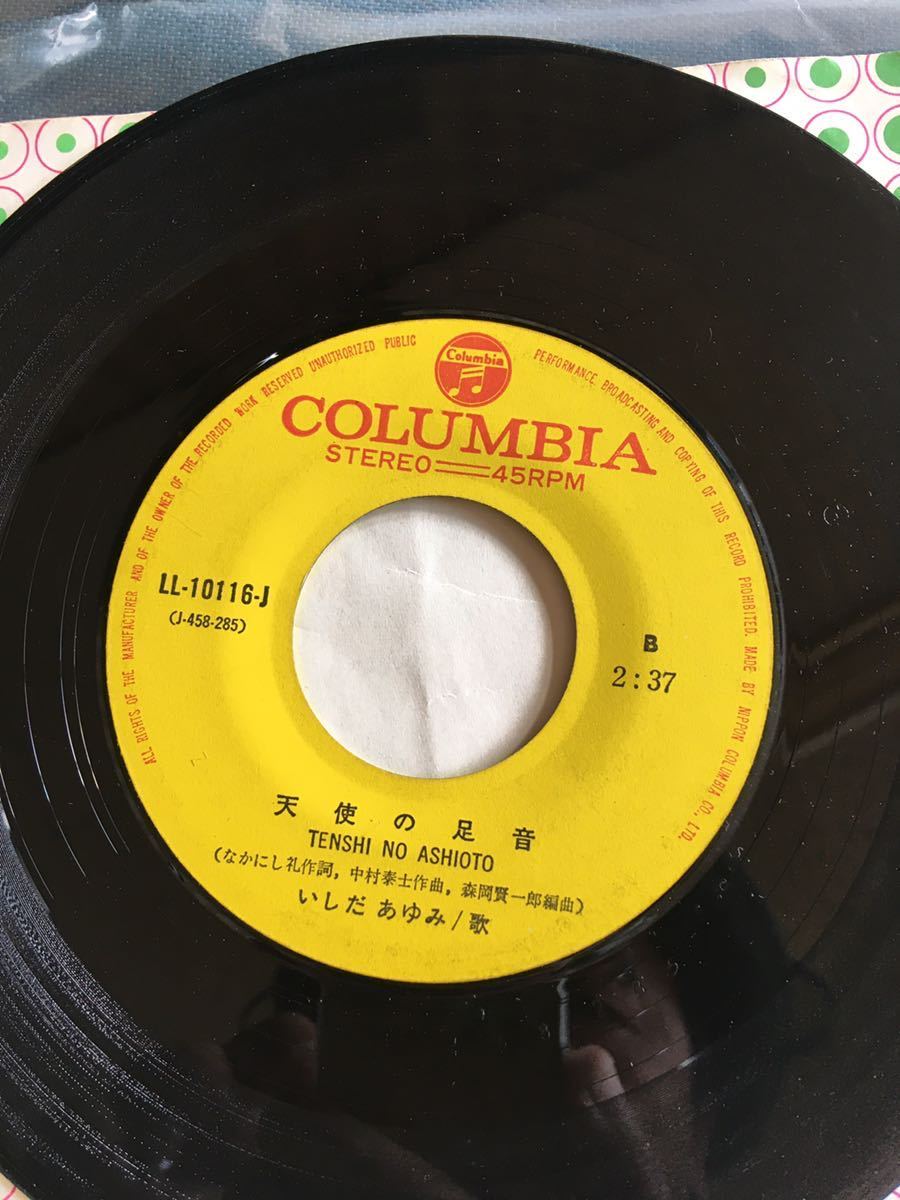 Columbia
COLUMBIA
STEREO=45RPM
LL-10116-J
(J-458-285)
B
2:37
天使の足音
TENSHI NO ASHIOTO
(なかにし礼作詞, 中村泰士作曲, 森岡賢一郎編曲)
いしだ あゆみ/歌
ALL RIGHTS OF THE MANUFACTURER AND OF THE OWNER OF THE RECORDED WORK RESERVED UNAUTHORIZED PUBLIC PERFORMANCE. BROADCASTING AND COPYING OF THIS RECORD PROHIBITED. MADE BY NIPPON COLUMBIA CO., LTD.